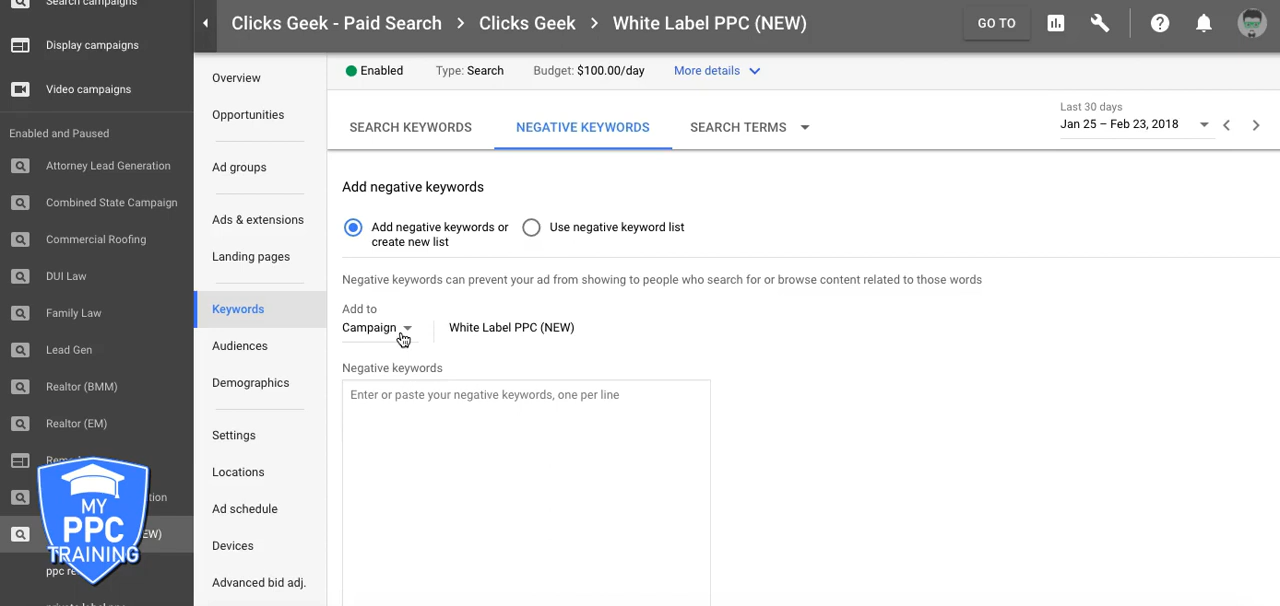 Search campaigns
Display campaigns
Video campaigns
Enabled and Paused
Attorney Lead Generation
Combined State Campaign
Commercial Roofing
DUI Law
Family Law
Lead Gen
Realtor (BMM)
Realtor (EM)
MY
PPC
TRAINING
Clicks Geek - Paid Search > Clicks Geek > White Label PPC (NEW)
GO TO
Overview
Opportunities
Ad groups
Ads & extensions
Landing pages
Keywords
Audiences
Demographics
Settings
Locations
Ad schedule
Devices
Advanced bid adj.
Enabled Type: Search Budget: $100.00/day More details
SEARCH KEYWORDS NEGATIVE KEYWORDS SEARCH TERMS
Last 30 days
Jan 25 – Feb 23, 2018
Add negative keywords
Add negative keywords or
create new list
Use negative keyword list
Negative keywords can prevent your ad from showing to people who search for or browse content related to those words
Add to
Campaign White Label PPC (NEW)
Negative keywords
Enter or paste your negative keywords, one per line